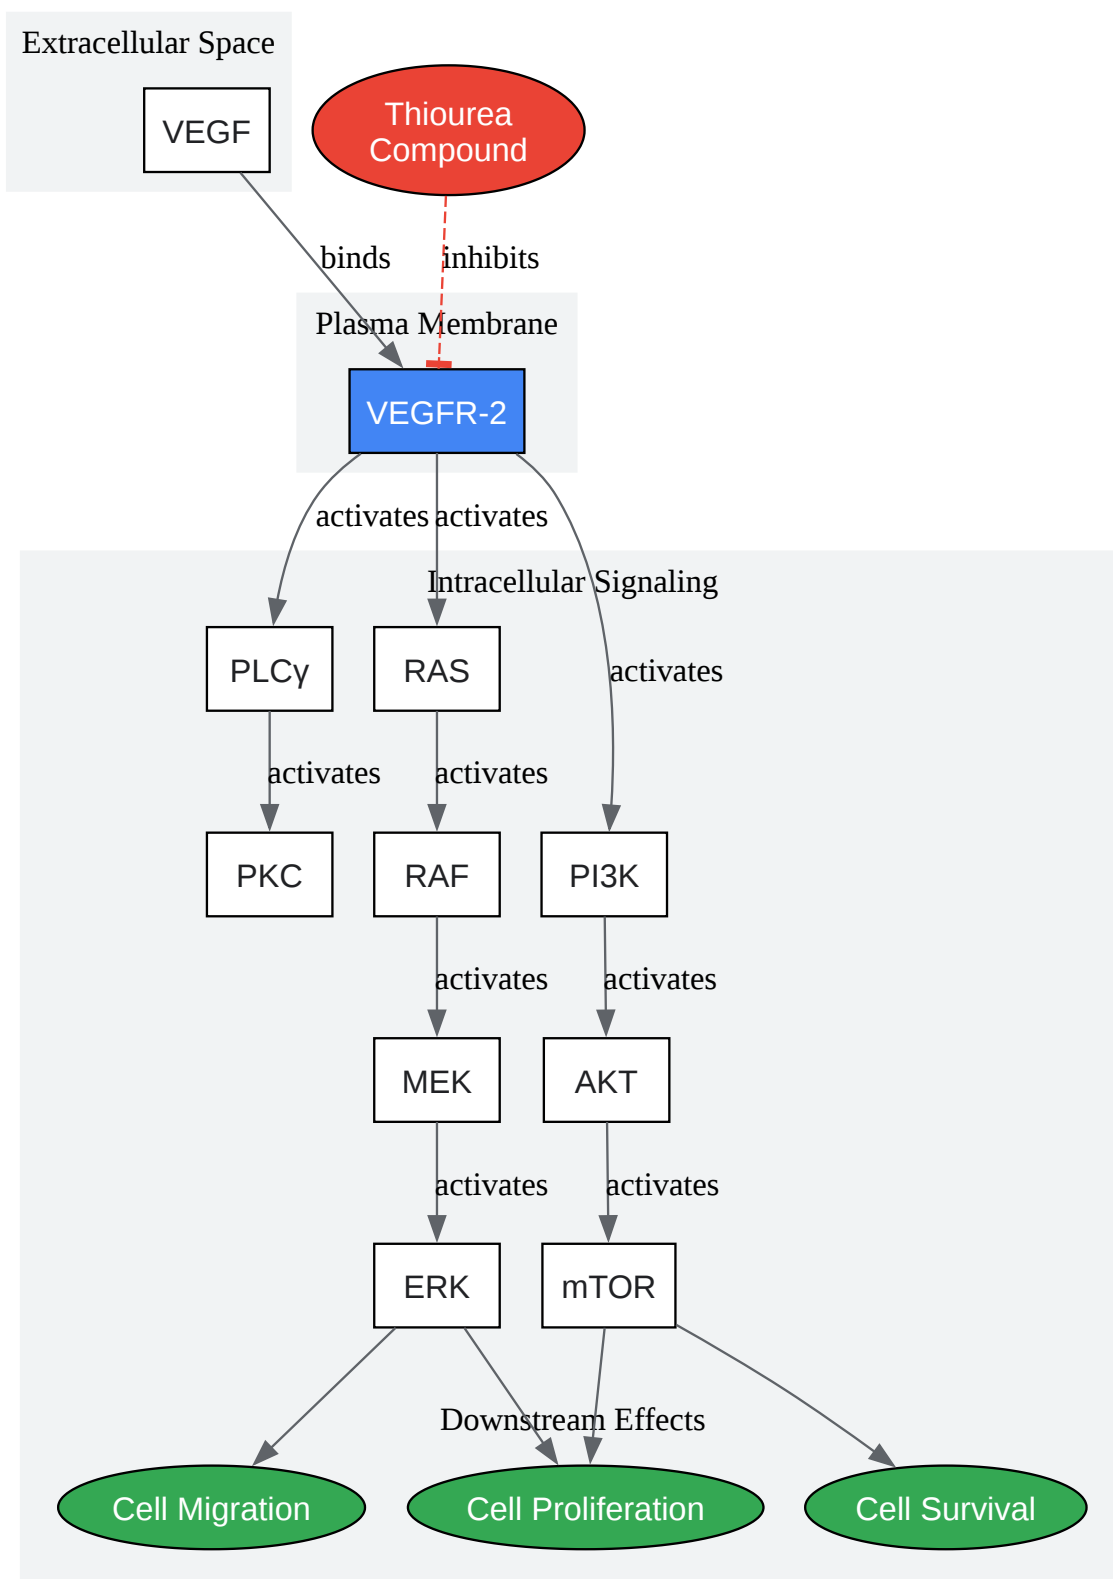 Extracellular Space
VEGF
Thiourea
Compound
binds
inhibits
Plasma Membrane
VEGFR-2
activates
activates
Intracellular Signaling
PLCγ
RAS
activates
activates
activates
PKC
RAF
PI3K
activates
activates
MEK
AKT
activates
activates
ERK
mTOR
Downstream Effects
Cell Migration
Cell Proliferation
Cell Survival